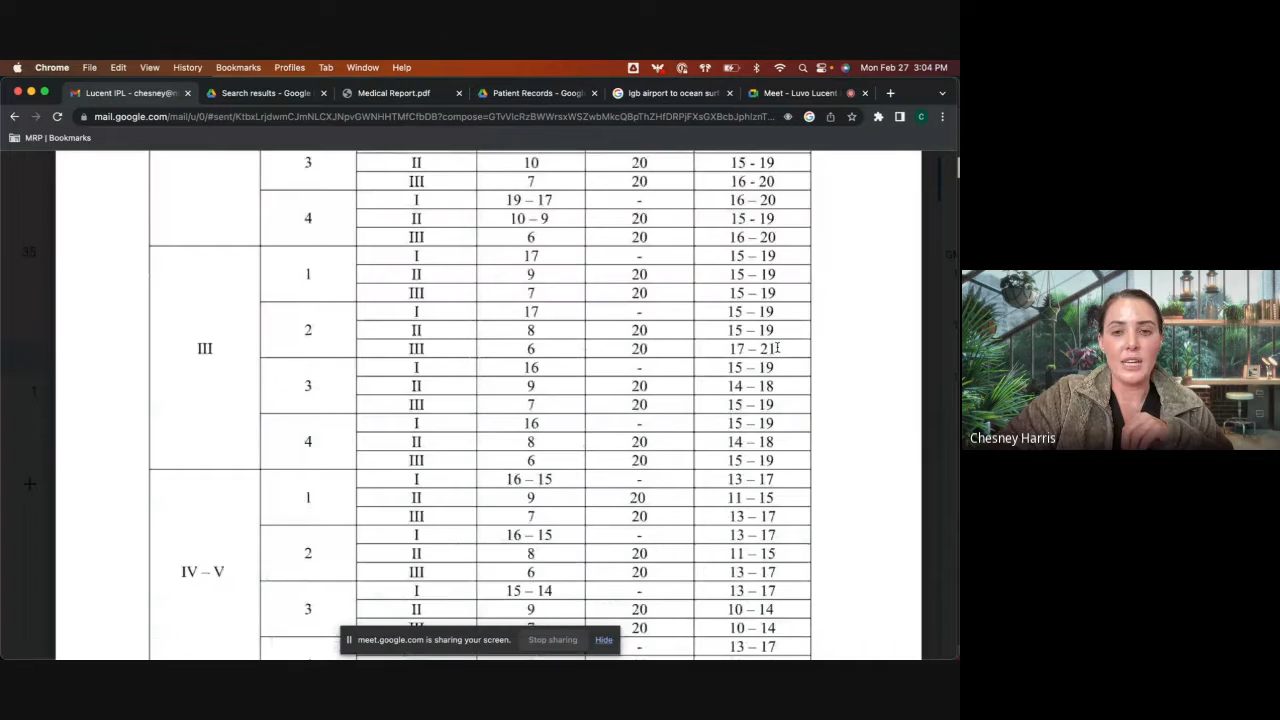 Chrome File Edit View History Bookmarks Profiles Tab Window Help Mon Feb 27 3:04 PM
Lucent IPL - chesney@ Search results - Google Medical Report.pdf Patient Records - Goog lgb airport to ocean surf Meet - Luvo Lucent
MRP | Bookmarks
3 II 10 20 15 - 19
III 7 20 16 - 20
I 19 – 17 - 16 – 20
4 II 10 – 9 20 15 - 19
III 6 20 16 – 20
I 17 - 15 – 19
1 II 9 20 15 – 19
III 7 20 15 – 19
I 17 - 15 – 19
2 II 8 20 15 – 19
III III 6 20 17 – 21
I 16 - 15 – 19
3 II 9 20 14 – 18
III 7 20 15 – 19
I 16 - 15 – 19
4 II 8 20 14 – 18
III 6 20 15 – 19
I 16 – 15 - 13 – 17
1 II 9 20 11 – 15
III 7 20 13 – 17
I 16 – 15 - 13 – 17
2 II 8 20 11 – 15
IV – V III 6 20 13 – 17
I 15 – 14 - 13 – 17
3 II 9 20 10 – 14
20 10 – 14
- 13 – 17
meet.google.com is sharing your screen. Stop sharing Hide
35
1
Chesney Harris